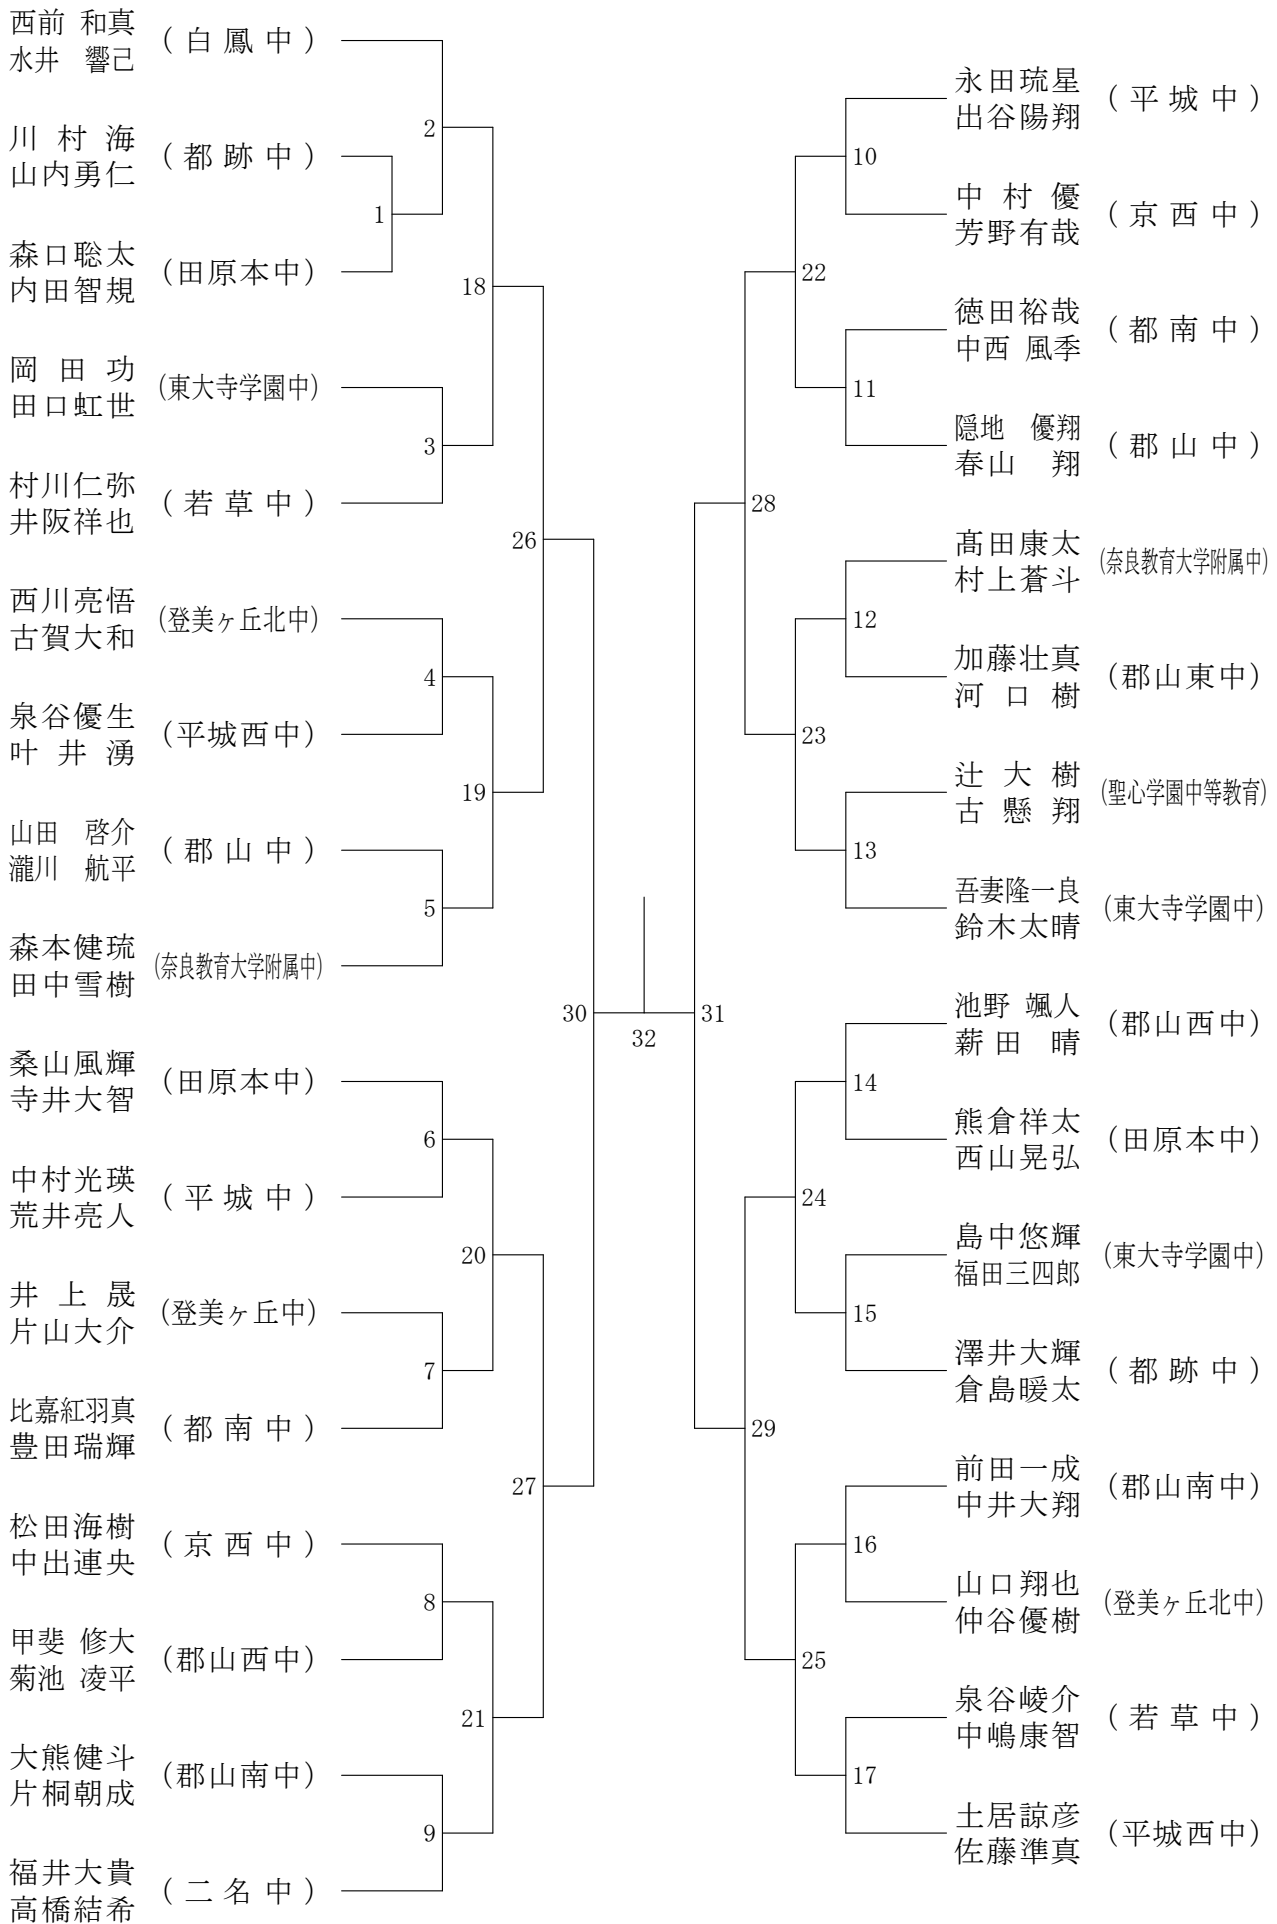 西前 和真
水井 響己
(白鳳中)
川村海
山内勇仁
(都跡中)
森口聡太
内田智規
(田原本中)
岡田功
田口虹世
(東大寺学園中)
村川仁弥
井阪祥也
(若草中)
西川亮悟
古賀大和
(登美ヶ丘北中)
泉谷優生
叶井湧
(平城西中)
山田 啓介
瀧川 航平
(郡山中)
森本健琉
田中雪樹
(奈良教育大学附属中)
桑山風輝
寺井大智
(田原本中)
中村光瑛
荒井亮人
(平城中)
井上晟
片山大介
(登美ヶ丘中)
比嘉紅羽真
豊田瑞輝
(都南中)
松田海樹
中出連央
(京西中)
甲斐 修大
菊池 凌平
(郡山西中)
大熊健斗
片桐朝成
(郡山南中)
福井大貴
高橋結希
(二名中)
1
2
3
4
5
6
7
8
9
18
19
20
21
26
27
30
32
31
28
29
22
23
24
25
10
11
12
13
14
15
16
17
永田琉星
出谷陽翔
(平城中)
中村優
芳野有哉
(京西中)
徳田裕哉
中西 風季
(都南中)
隠地 優翔
春山 翔
(郡山中)
髙田康太
村上蒼斗
(奈良教育大学附属中)
加藤壮真
河口樹
(郡山東中)
辻大樹
古懸翔
(聖心学園中等教育)
吾妻隆一良
鈴木太晴
(東大寺学園中)
池野 颯人
薪田 晴
(郡山西中)
熊倉祥太
西山晃弘
(田原本中)
島中悠輝
福田三四郎
(東大寺学園中)
澤井大輝
倉島暖太
(都跡中)
前田一成
中井大翔
(郡山南中)
山口翔也
仲谷優樹
(登美ヶ丘北中)
泉谷崚介
中嶋康智
(若草中)
土居諒彦
佐藤準真
(平城西中)